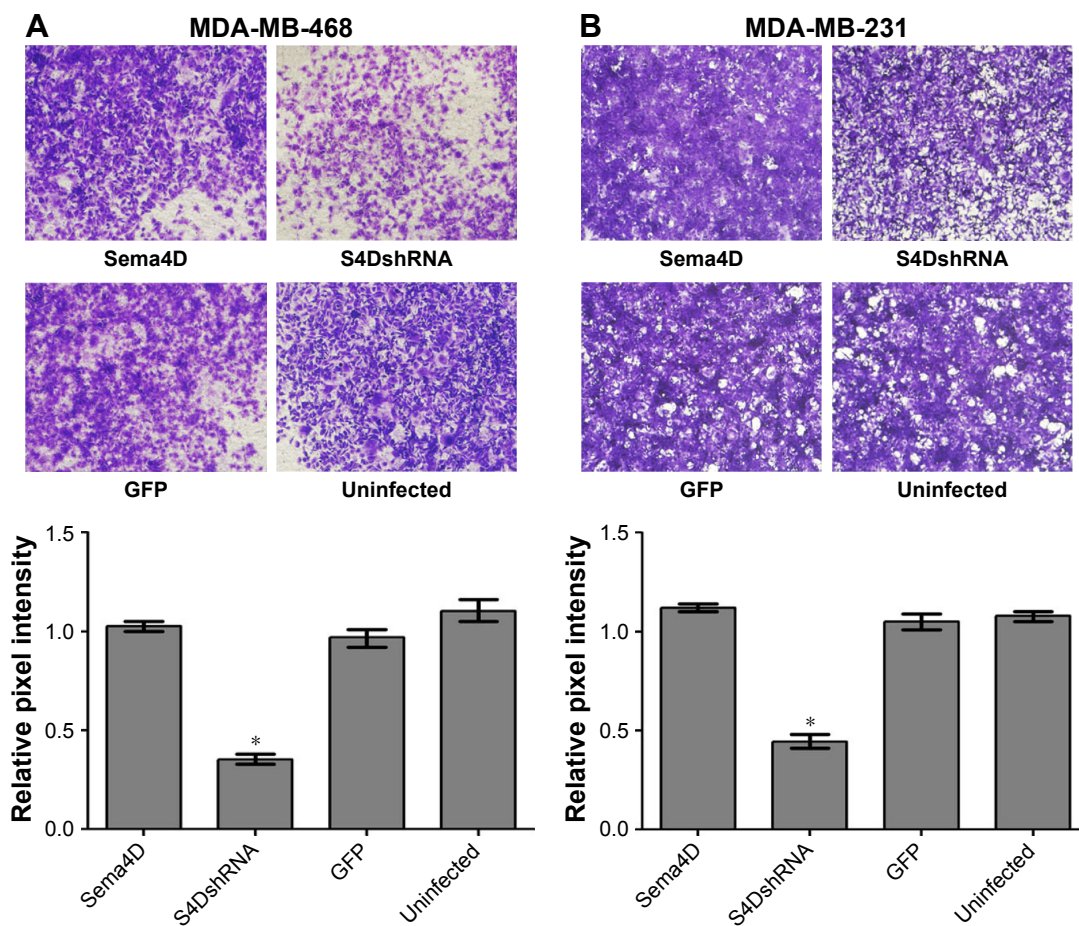 A
MDA-MB-468
Sema4D
S4DshRNA
GFP
Uninfected
Relative pixel intensity
1.5
1.0
0.5
0.0
*
Sema4D
S4DshRNA
GFP
Uninfected
B
MDA-MB-231
Sema4D
S4DshRNA
GFP
Uninfected
Relative pixel intensity
1.5
1.0
0.5
0.0
*
Sema4D
S4DshRNA
GFP
Uninfected